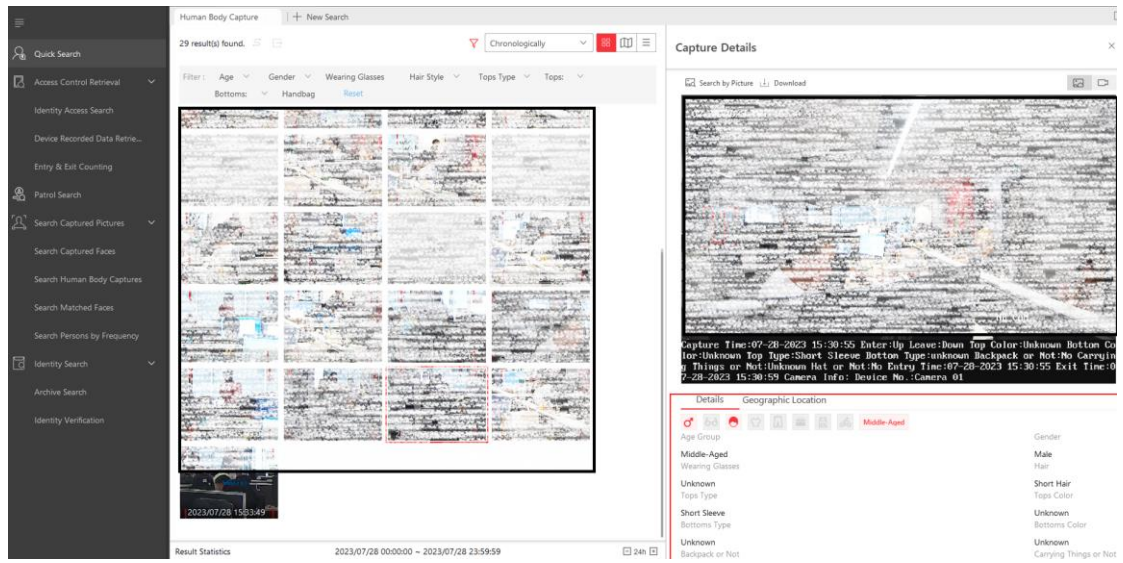 Human Body Capture
New Search
29 result(s) found.
Chronologically
Capture Details
Quick Search
Search by Picture
Download
Filter : Age Gender Wearing Glasses Hair Style Tops Type Tops:
Bottoms: Handbag Reset
Access Control Retrieval
Identity Access Search
Device Recorded Data Retrie...
Entry & Exit Counting
Patrol Search
Search Captured Pictures
Search Captured Faces
Search Human Body Captures
Search Matched Faces
Search Persons by Frequency
Identity Search
Archive Search
Identity Verification
2023/07/28 15:33:49
Result Statistics
2023/07/28 00:00:00 ~ 2023/07/28 23:59:59
24h
Capture Time:07-28-2023 15:30:55 Enter:Up Leave:Down Top Color:Unknown Bottom Co
lor:Unknown Top Type:Short Sleeve Bottom Type:unknown Backpack or Not:No Carryin
g Things or Not:Unknown Hat or Not:No Entry Time:07-28-2023 15:30:55 Exit Time:0
7-28-2023 15:30:59 Camera Info: Device No.:Camera 01
Details
Geographic Location
Middle-Aged
Age Group
Gender
Middle-Aged
Male
Wearing Glasses
Hair
Unknown
Short Hair
Tops Type
Tops Color
Short Sleeve
Unknown
Bottoms Type
Bottoms Color
Unknown
Unknown
Backpack or Not
Carrying Things or Not